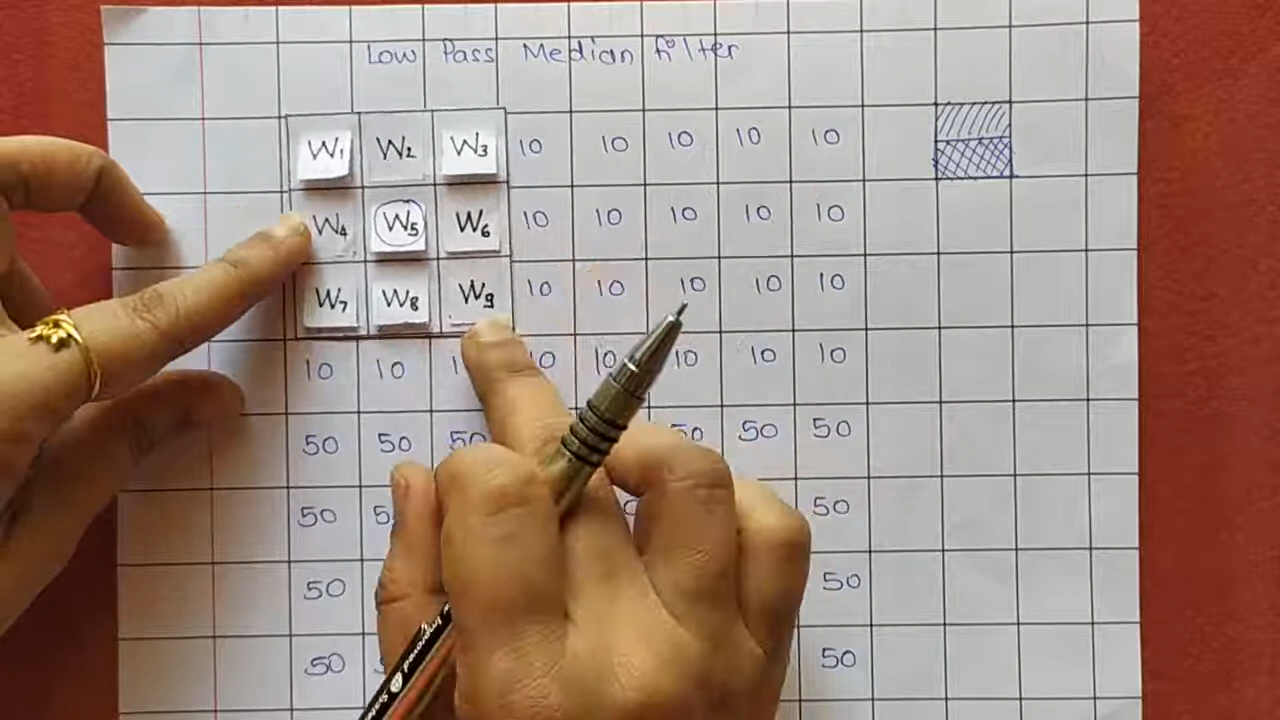 Low Pass Median filter
W1 W2 W3 10 10 10 10 10
W4 W5 W6 10 10 10 10 10
W7 W8 W9 10 10 10 10 10
10 10 10 10 10 10 10
50 50 50 50 50 50
50 50
50 50
50 50
Improved